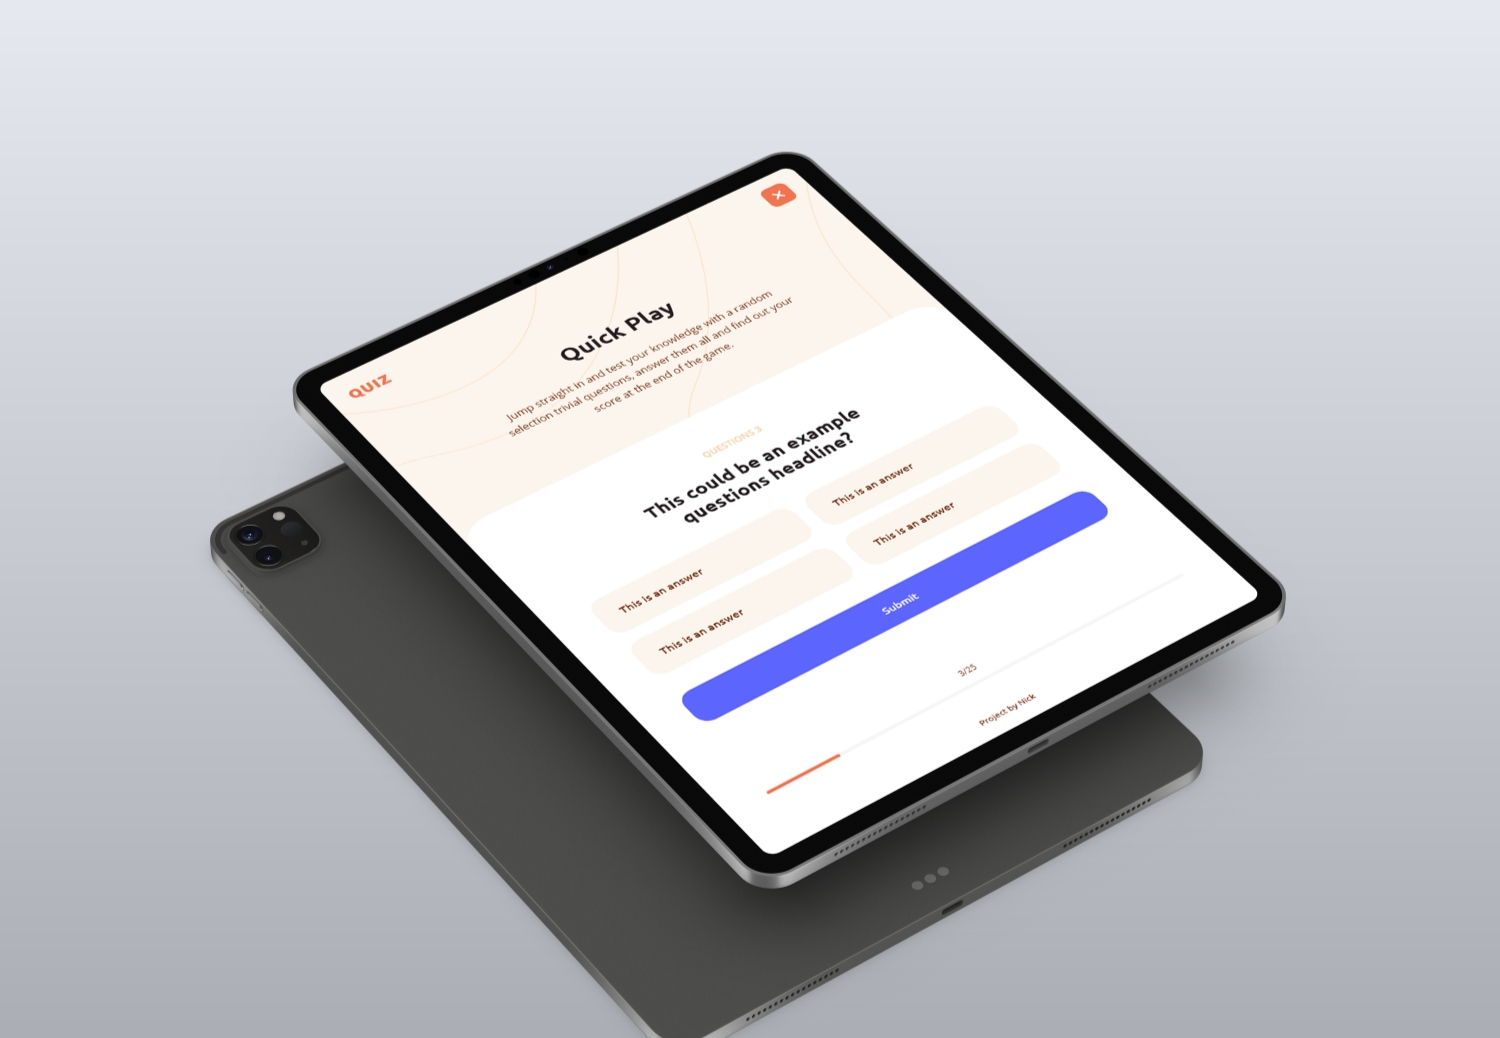 QUIZ
Quick Play
Jump straight in and test your knowledge with a random
selection trivial questions, answer them all and find out your
score at the end of the game.
QUESTIONS 3
This could be an example
questions headline?
This is an answer
This is an answer
This is an answer
This is an answer
Submit
3/25
Project by Nick